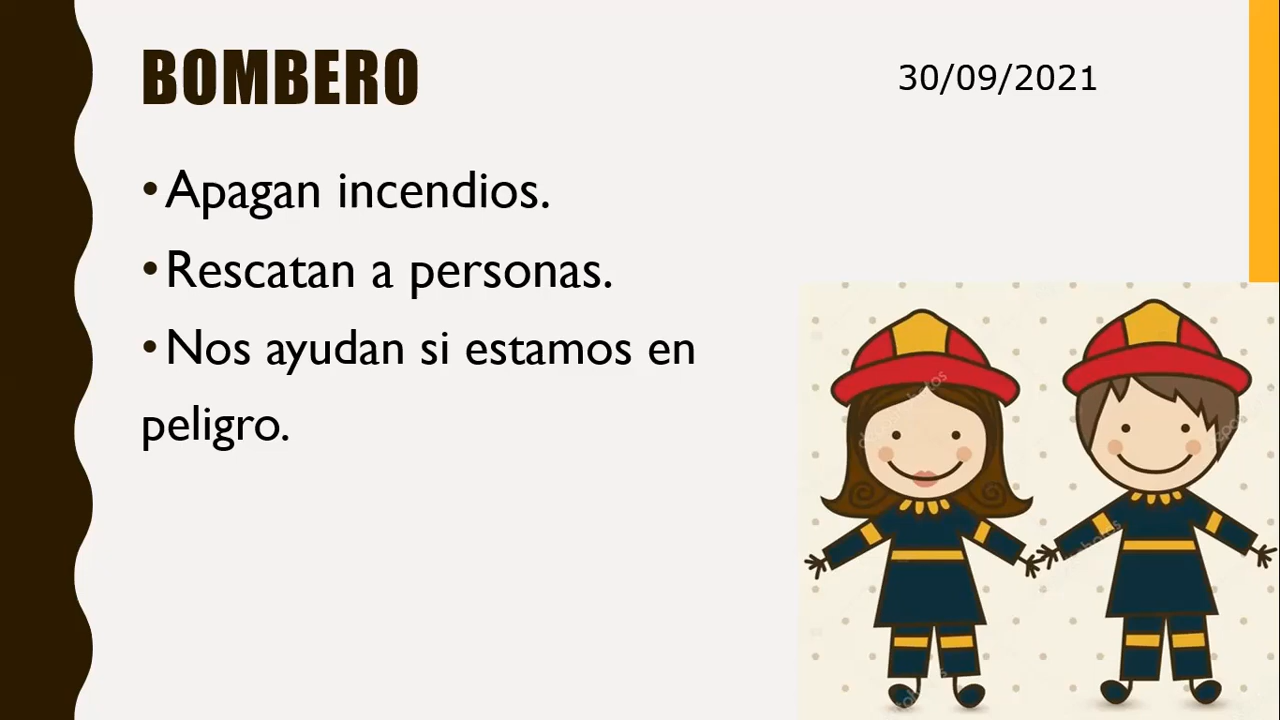 BOMBERO
30/09/2021
•Apagan incendios.
•Rescatan a personas.
•Nos ayudan si estamos en
peligro.